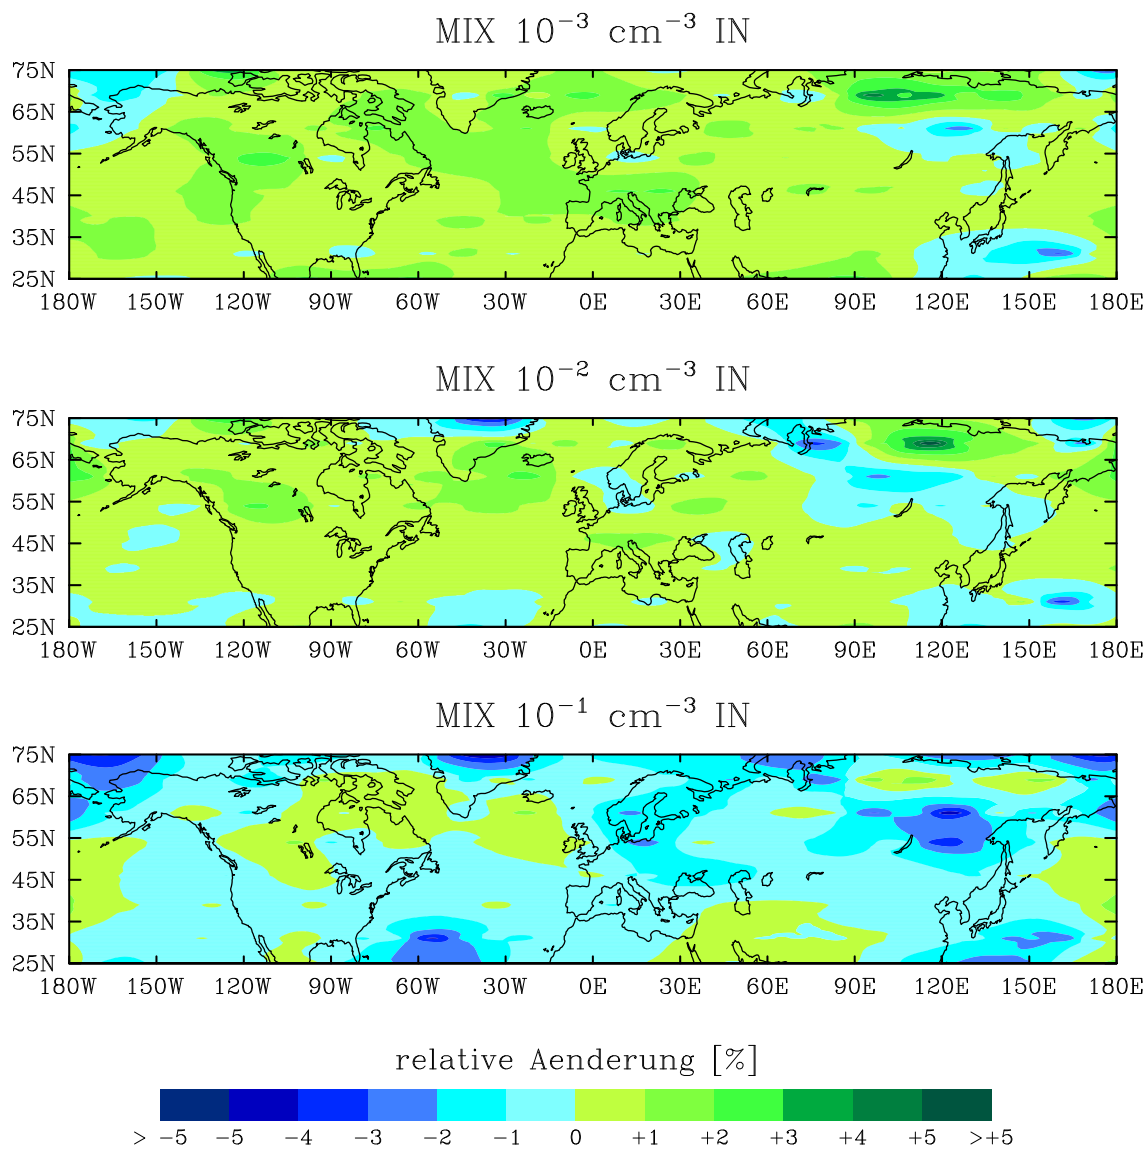 MIX 10⁻³ cm⁻³ IN
75N
65N
55N
45N
35N
25N
180W 150W 120W 90W 60W 30W 0E 30E 60E 90E 120E 150E 180E
MIX 10⁻² cm⁻³ IN
75N
65N
55N
45N
35N
25N
180W 150W 120W 90W 60W 30W 0E 30E 60E 90E 120E 150E 180E
MIX 10⁻¹ cm⁻³ IN
75N
65N
55N
45N
35N
25N
180W 150W 120W 90W 60W 30W 0E 30E 60E 90E 120E 150E 180E
relative Aenderung [%]
> -5 -5 -4 -3 -2 -1 0 +1 +2 +3 +4 +5 >+5